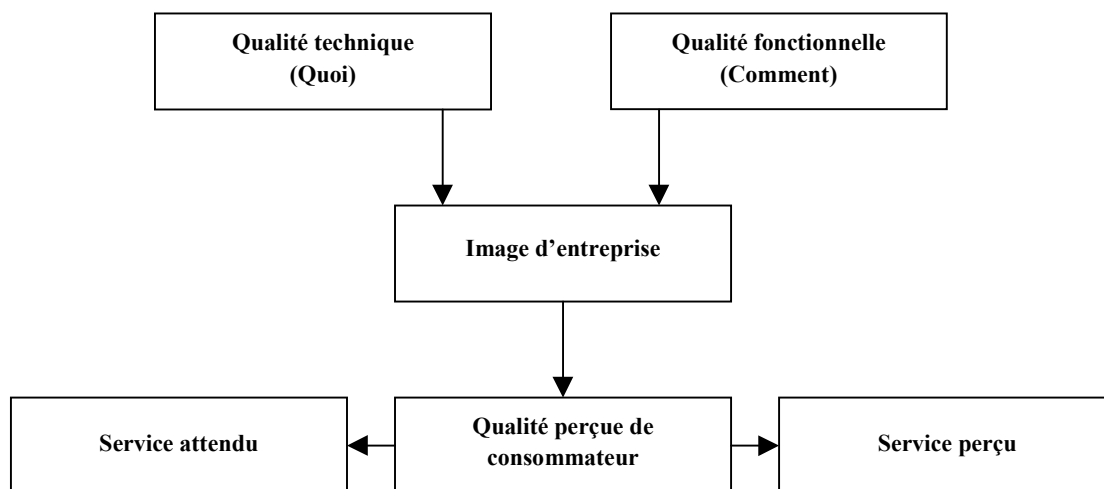 Qualité technique
(Quoi)
Qualité fonctionnelle
(Comment)
Image d’entreprise
Service attendu
Qualité perçue de
consommateur
Service perçu